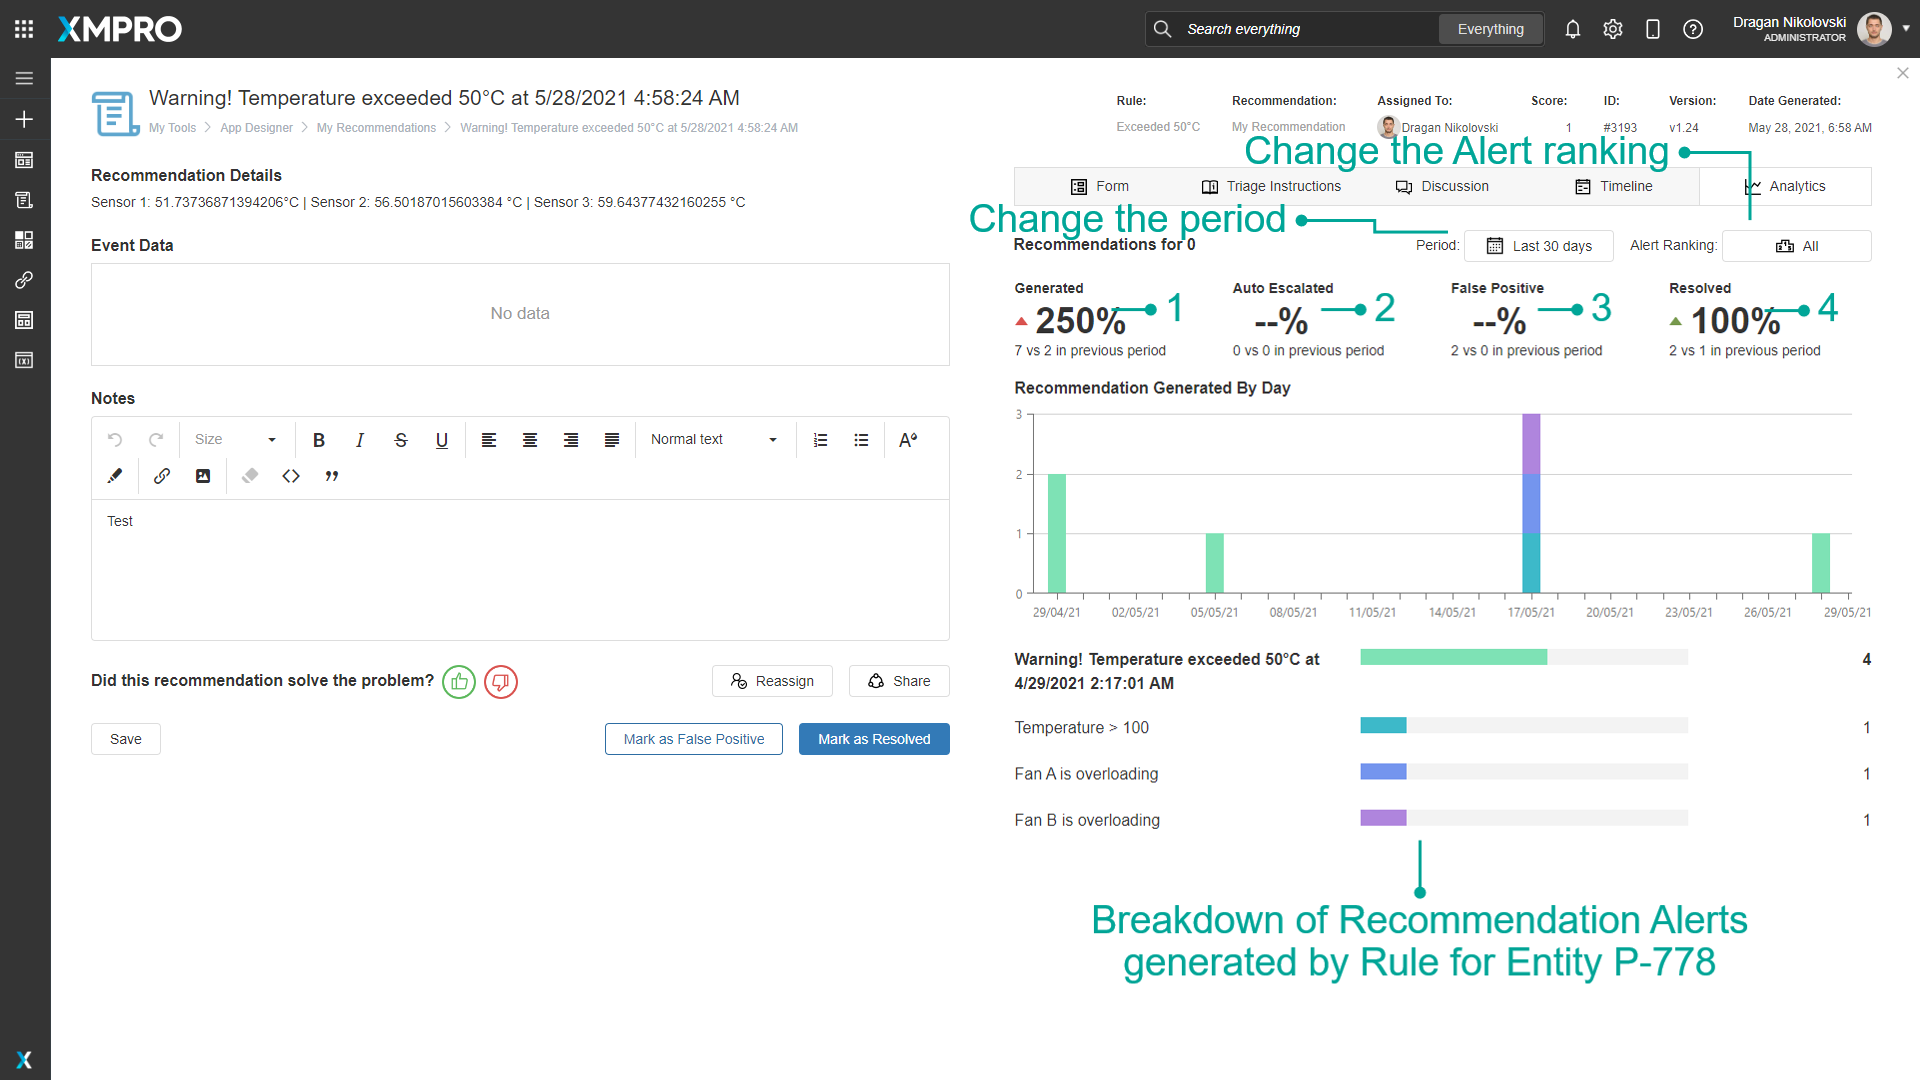 XMPRO
Search everything
Everything
Dragan Nikolovski
ADMINISTRATOR
Warning! Temperature exceeded 50°C at 5/28/2021 4:58:24 AM
My Tools > App Designer > My Recommendations > Warning! Temperature exceeded 50°C at 5/28/2021 4:58:24 AM
Recommendation Details
Sensor 1: 51.73736871394206°C | Sensor 2: 56.50187015603384 °C | Sensor 3: 59.64377432160255 °C
Event Data
No data
Notes
Size
B I S U
Normal text
Test
Did this recommendation solve the problem?
Reassign
Share
Save
Mark as False Positive
Mark as Resolved
Rule: Recommendation: Assigned To: Score: ID: Version: Date Generated:
Exceeded 50°C My Recommendation Dragan Nikolovski 1 #3193 v1.24 May 28, 2021, 6:58 AM
Change the Alert ranking
Form Triage Instructions Discussion Timeline Analytics
Change the period
Recommendations for 0
Period: Last 30 days Alert Ranking: All
Generated Auto Escalated False Positive Resolved
250% 1 --% 2 --% 3 100% 4
7 vs 2 in previous period 0 vs 0 in previous period 2 vs 0 in previous period 2 vs 1 in previous period
Recommendation Generated By Day
3
2
1
0
29/04/21 02/05/21 05/05/21 08/05/21 11/05/21 14/05/21 17/05/21 20/05/21 23/05/21 26/05/21 29/05/21
Warning! Temperature exceeded 50°C at 4
4/29/2021 2:17:01 AM
Temperature > 100 1
Fan A is overloading 1
Fan B is overloading 1
Breakdown of Recommendation Alerts
generated by Rule for Entity P-778